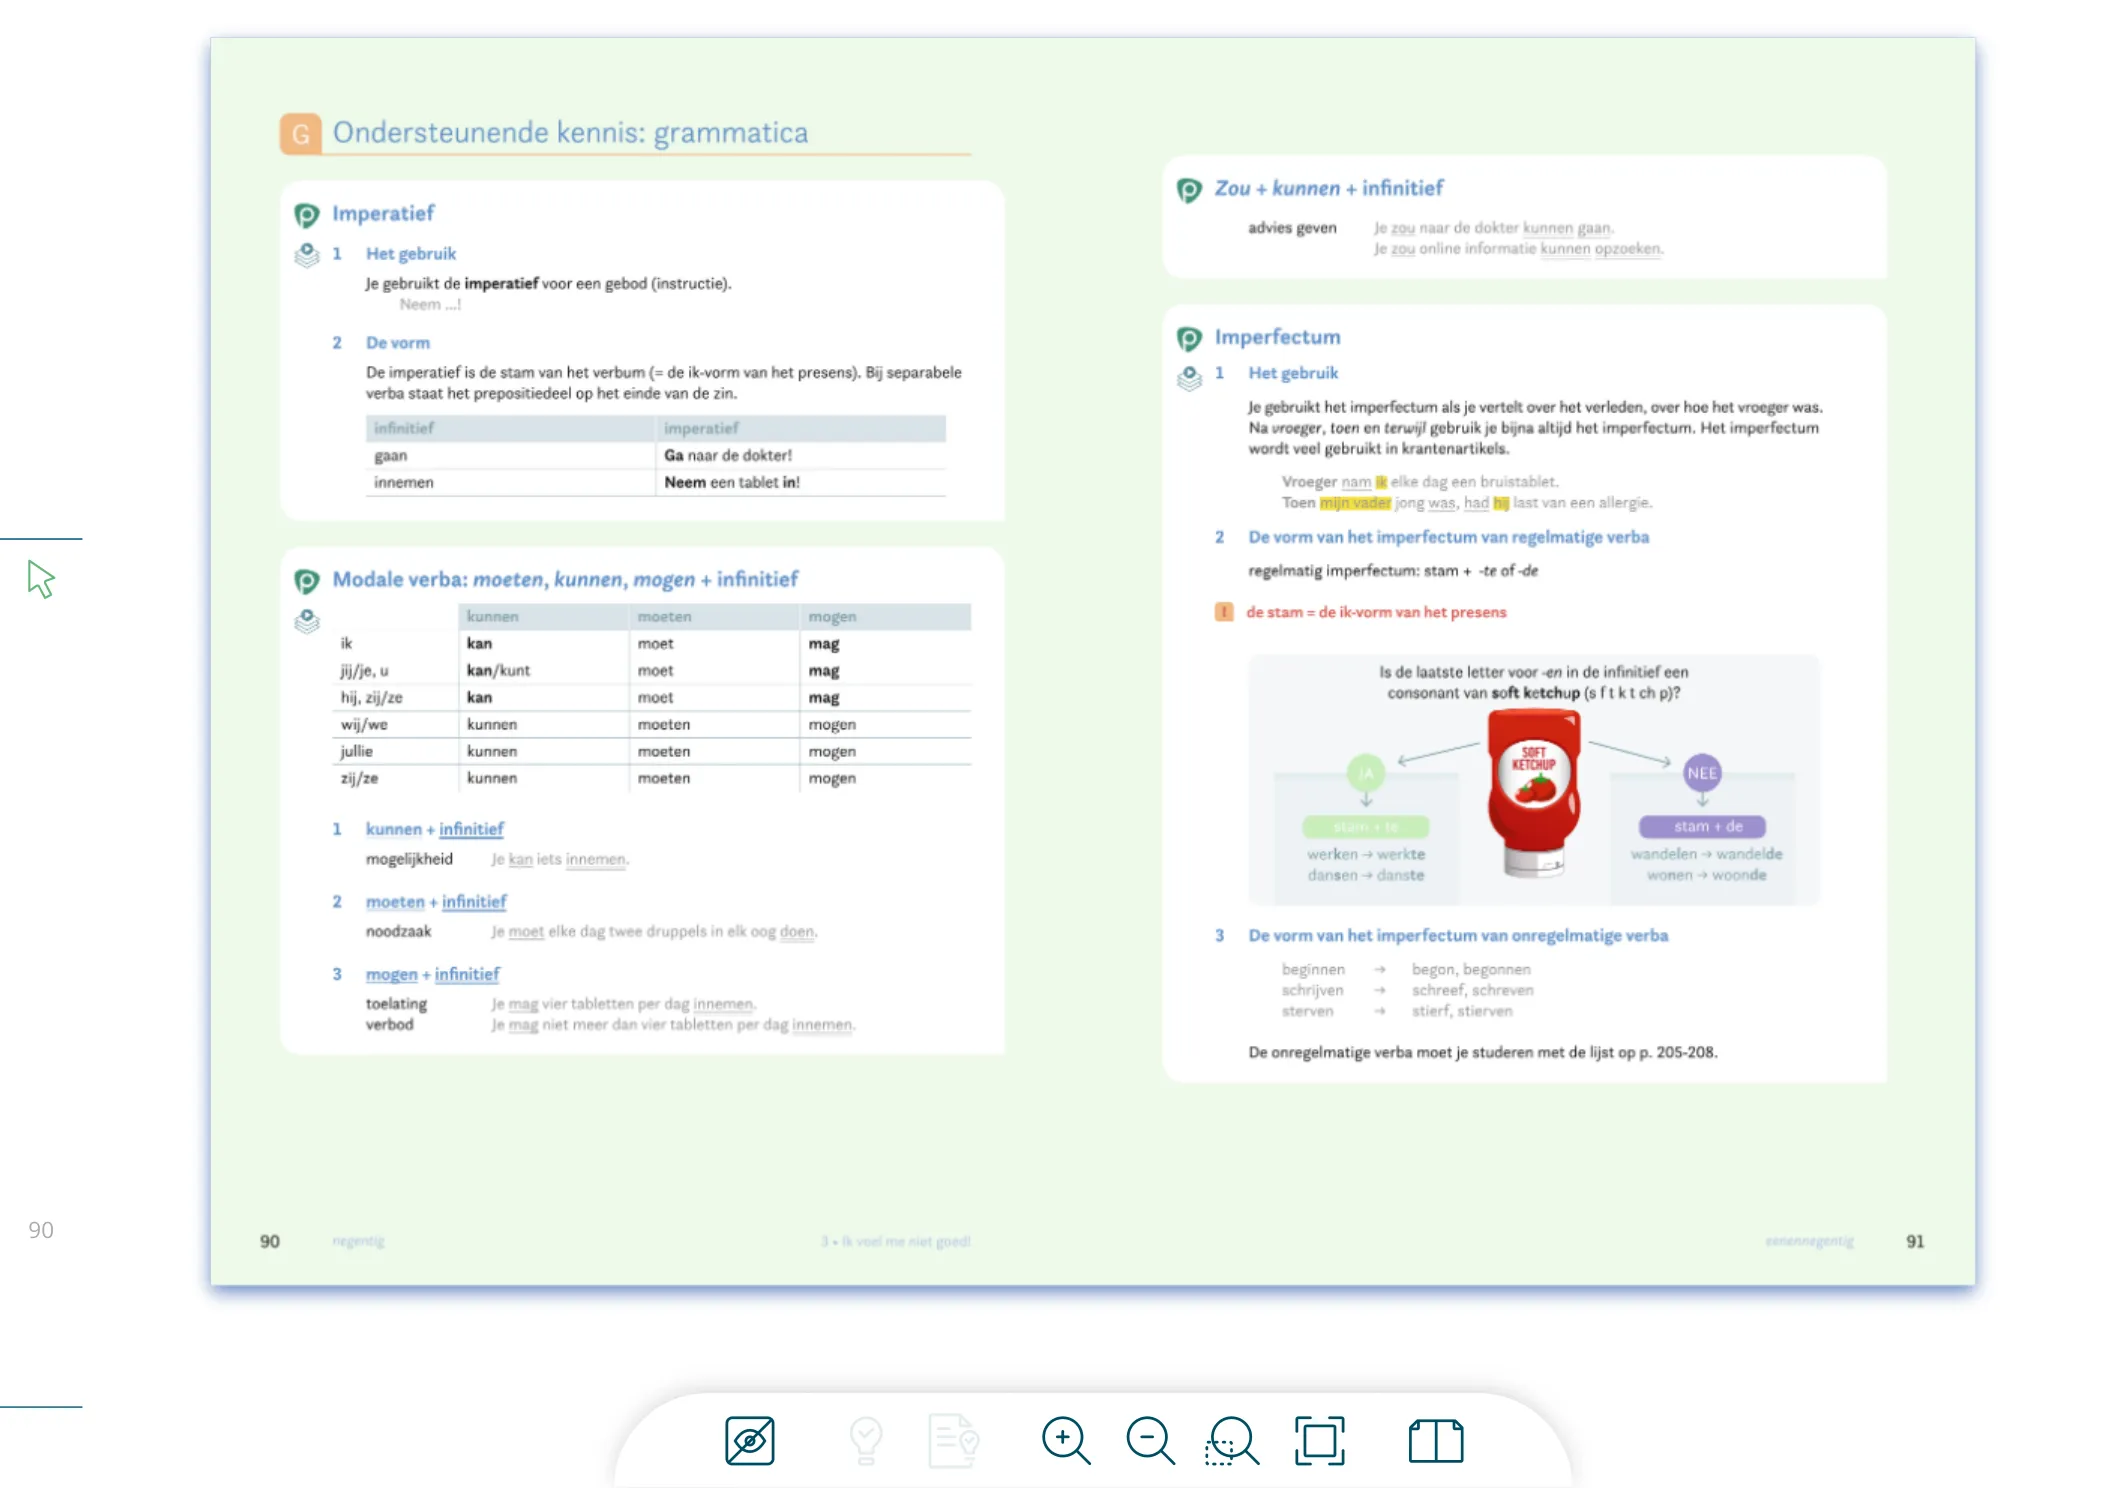 G Ondersteunende kennis: grammatica
Imperatief
1 Het gebruik
Je gebruikt de imperatief voor een gebod (instructie).
Neem ...!
2 De vorm
De imperatief is de stam van het verbum (= de ik-vorm van het presens). Bij separabele
verba staat het prepositiedeel op het einde van de zin.
infinitief imperatief
gaan Ga naar de dokter!
innemen Neem een tablet in!
Modale verba: moeten, kunnen, mogen + infinitief
kunnen moeten mogen
ik kan moet mag
jij/je, u kan/kunt moet mag
hij, zij/ze kan moet mag
wij/we kunnen moeten mogen
jullie kunnen moeten mogen
zij/ze kunnen moeten mogen
1 kunnen + infinitief
mogelijkheid Je kan iets innemen.
2 moeten + infinitief
noodzaak Je moet elke dag twee druppels in elk oog doen.
3 mogen + infinitief
toelating Je mag vier tabletten per dag innemen.
verbod Je mag niet meer dan vier tabletten per dag innemen.
90 negentig 3 • Ik voel me niet goed!
Zou + kunnen + infinitief
advies geven Je zou naar de dokter kunnen gaan.
Je zou online informatie kunnen opzoeken.
Imperfectum
1 Het gebruik
Je gebruikt het imperfectum als je vertelt over het verleden, over hoe het vroeger was.
Na vroeger, toen en terwijl gebruik je bijna altijd het imperfectum. Het imperfectum
wordt veel gebruikt in krantenartikels.
Vroeger nam ik elke dag een bruistablet.
Toen mijn vader jong was, had hij last van een allergie.
2 De vorm van het imperfectum van regelmatige verba
regelmatig imperfectum: stam + -te of -de
! de stam = de ik-vorm van het presens
Is de laatste letter voor -en in de infinitief een
consonant van soft ketchup (s f t k t ch p)?
SOFT
KETCHUP
JA
stam + te
werken → werkte
dansen → danste
NEE
stam + de
wandelen → wandelde
wonen → woonde
3 De vorm van het imperfectum van onregelmatige verba
beginnen → begon, begonnen
schrijven → schreef, schreven
sterven → stierf, stierven
De onregelmatige verba moet je studeren met de lijst op p. 205-208.
eenennegentig 91
90